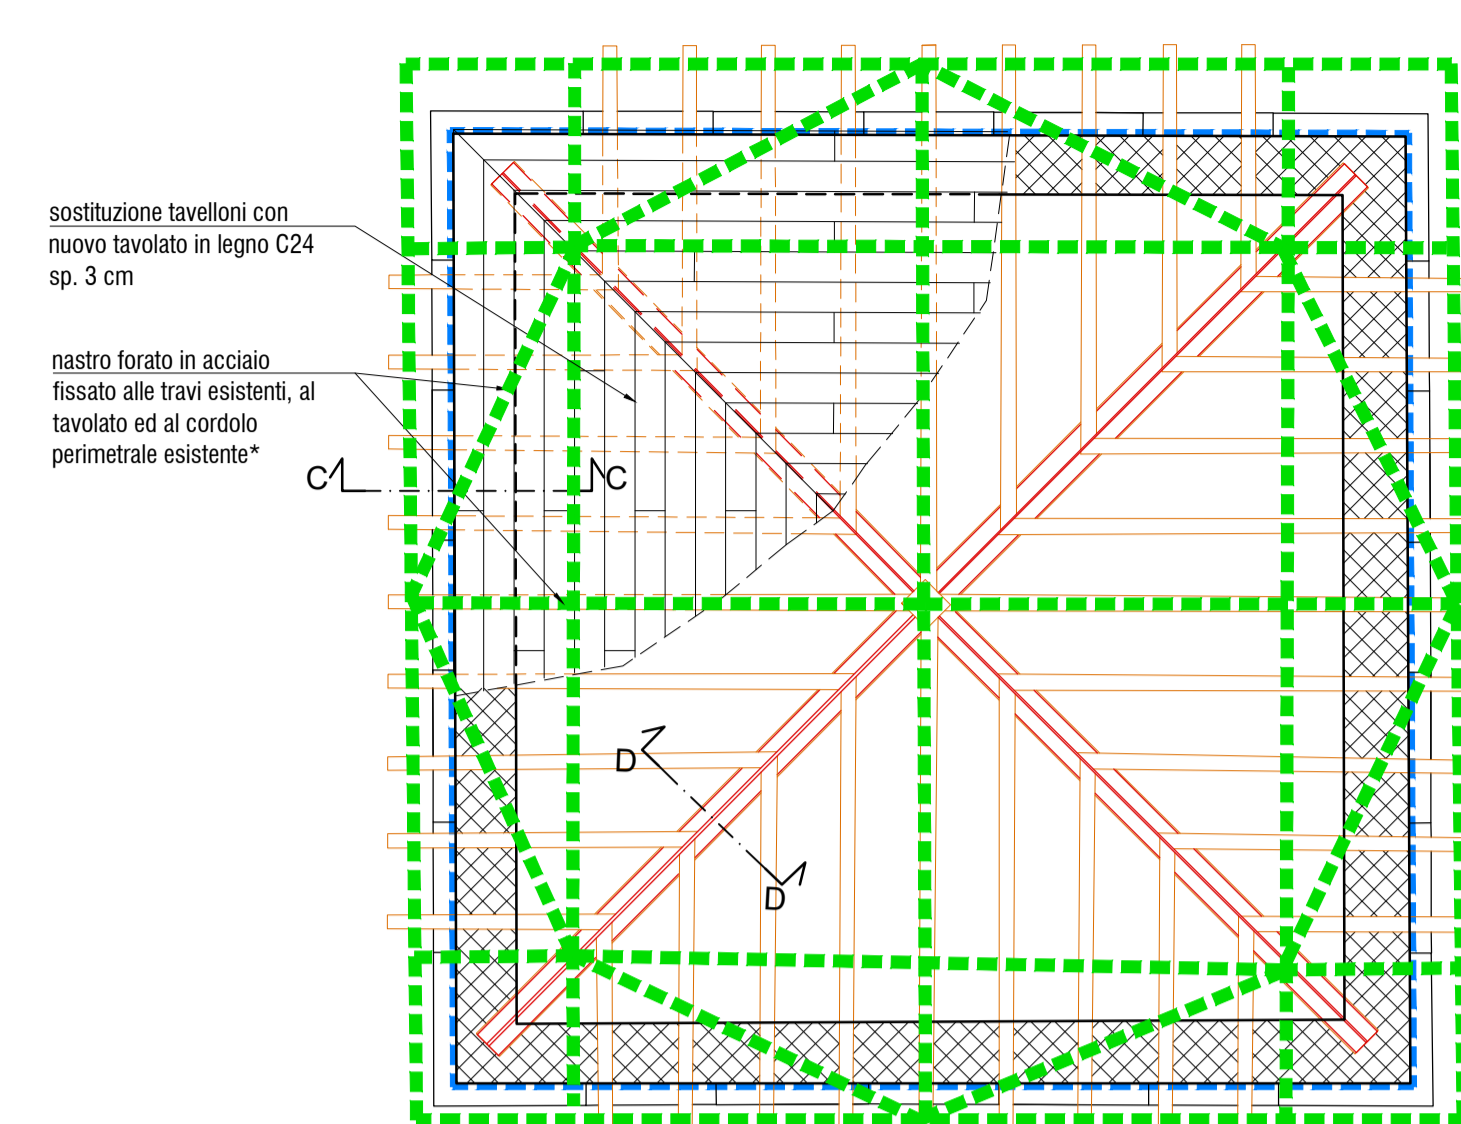 sostituzione tavelloni con
nuovo tavolato in legno C24
sp. 3 cm
nastro forato in acciaio
fissato alle travi esistenti, al
tavolato ed al cordolo
perimetrale esistente*
C C
D
D